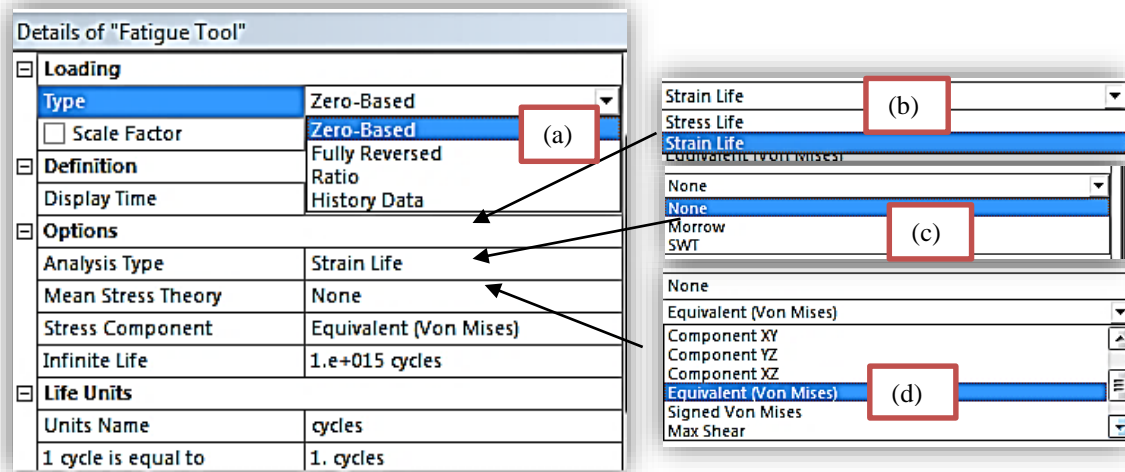 Details of "Fatigue Tool"
Loading
Type Zero-Based
Scale Factor Zero-Based
Fully Reversed
Ratio
History Data
(a)
Definition
Display Time
Options
Analysis Type Strain Life
Mean Stress Theory None
Stress Component Equivalent (Von Mises)
Infinite Life 1.e+015 cycles
Life Units
Units Name cycles
1 cycle is equal to 1. cycles
Strain Life
Stress Life
Strain Life
Equivalent (Von Mises)
(b)
None
None
Morrow
SWT
(c)
None
Equivalent (Von Mises)
Component XY
Component YZ
Component XZ
Equivalent (Von Mises)
Signed Von Mises
Max Shear
(d)